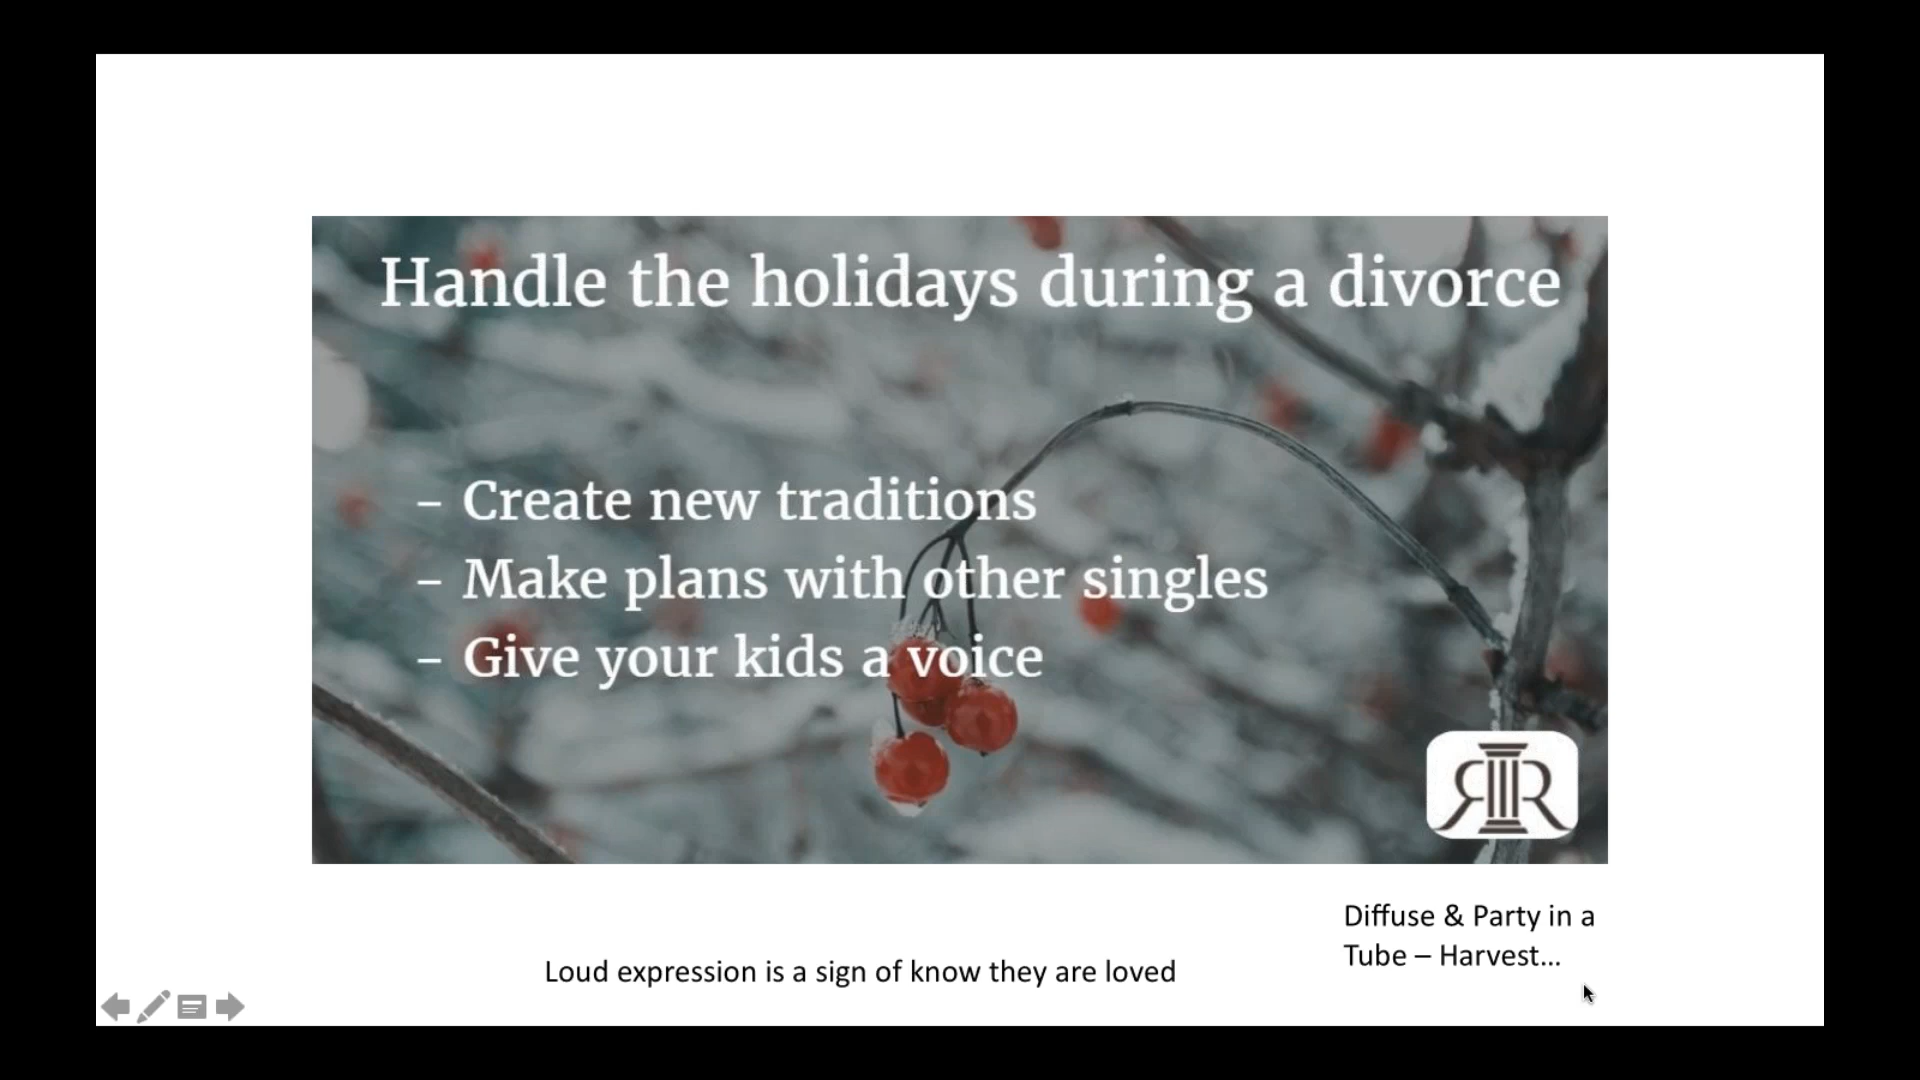 Handle the holidays during a divorce
– Create new traditions
– Make plans with other singles
– Give your kids a voice
Diffuse & Party in a
Tube – Harvest...
Loud expression is a sign of know they are loved